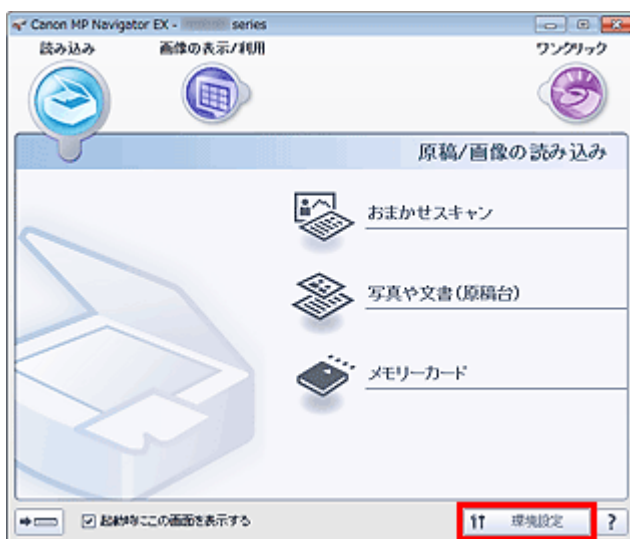 Canon MP Navigator EX - series
読み込み
画像の表示/利用
ワンクリック
原稿/画像の読み込み
おまかせスキャン
写真や文書(原稿台)
メモリーカード
起動時にこの画面を表示する
環境設定
?